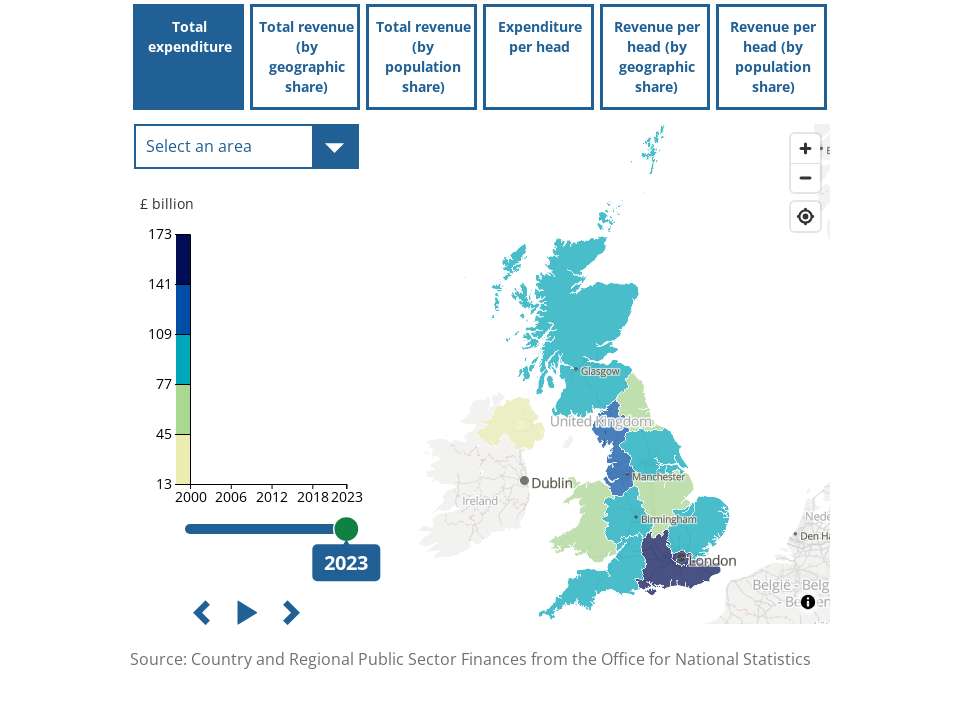 Total
expenditure
Total revenue
(by
geographic
share)
Total revenue
(by
population
share)
Expenditure
per head
Revenue per
head (by
geographic
share)
Revenue per
head (by
population
share)
Select an area
£ billion
173
141
109
77
45
13
2000 2006 2012 2018 2023
2023
Glasgow
United Kingdom
Dublin
Manchester
Ireland
Birmingham
London
Nede
Den Ha
België - Belg
Source: Country and Regional Public Sector Finances from the Office for National Statistics